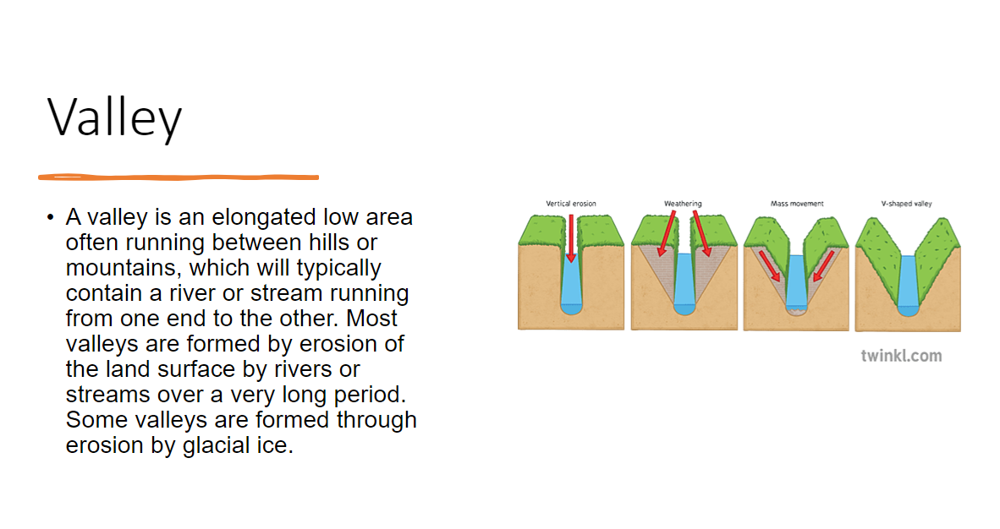 Valley
• A valley is an elongated low area
often running between hills or
mountains, which will typically
contain a river or stream running
from one end to the other. Most
valleys are formed by erosion of
the land surface by rivers or
streams over a very long period.
Some valleys are formed through
erosion by glacial ice.
Vertical erosion
Weathering
Mass movement
V-shaped valley
twinkl.com